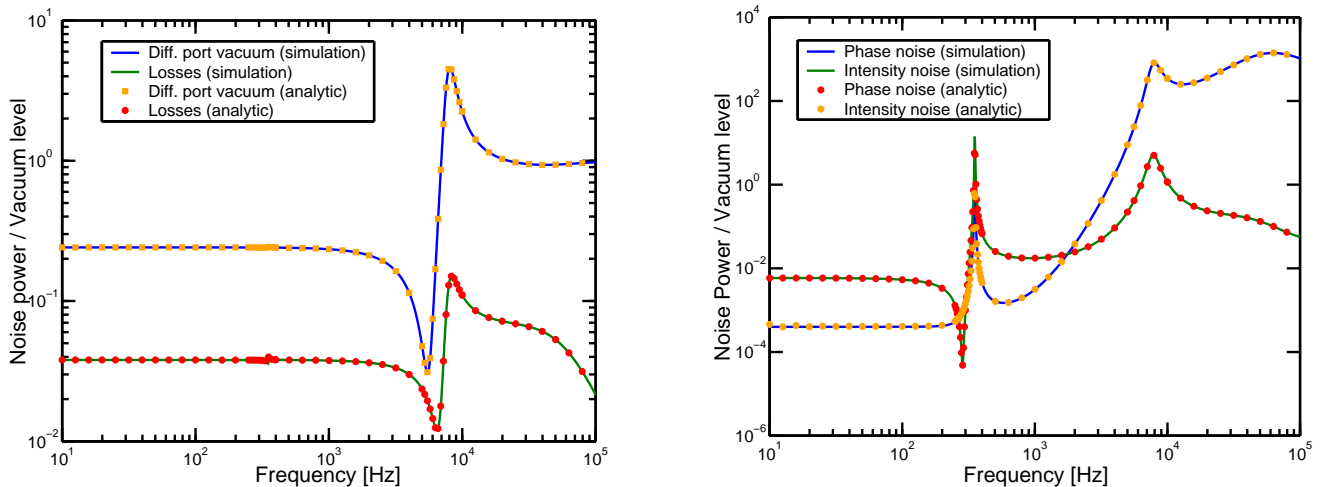 10^1
10^0
10^-1
10^-2
Noise power / Vacuum level
Diff. port vacuum (simulation)
Losses (simulation)
Diff. port vacuum (analytic)
Losses (analytic)
10^1
10^2
10^3
10^4
10^5
Frequency [Hz]
10^4
10^2
10^0
10^-2
10^-4
10^-6
Noise Power / Vacuum level
Phase noise (simulation)
Intensity noise (simulation)
Phase noise (analytic)
Intensity noise (analytic)
10^1
10^2
10^3
10^4
10^5
Frequency [Hz]